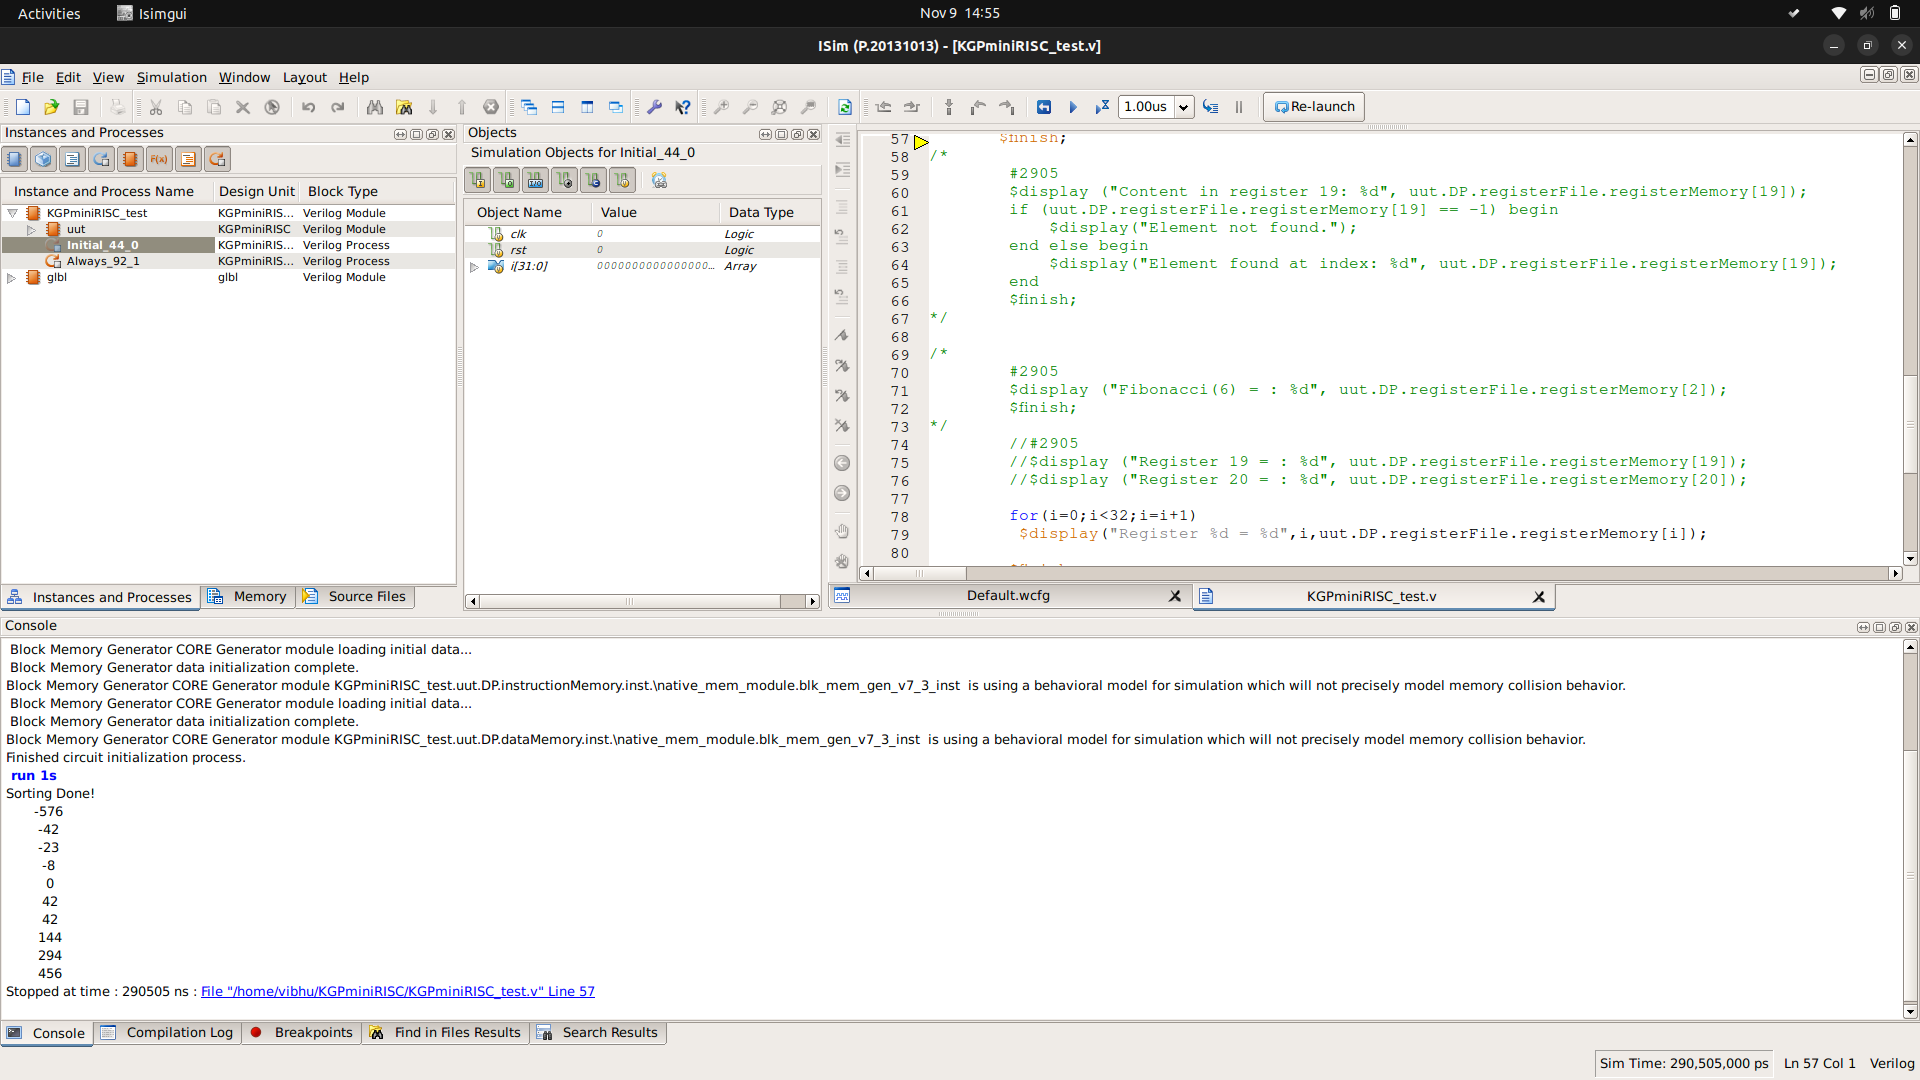 Activities Isimgui Nov 9 14:55
ISim (P.20131013) - [KGPminiRISC_test.v]
File Edit View Simulation Window Layout Help
1.00us Re-launch
Instances and Processes
Instance and Process Name Design Unit Block Type
KGPminiRISC_test KGPminiRIS... Verilog Module
uut KGPminiRISC Verilog Module
Initial_44_0 KGPminiRIS... Verilog Process
Always_92_1 KGPminiRIS... Verilog Process
glbl glbl Verilog Module
Instances and Processes Memory Source Files
Objects
Simulation Objects for Initial_44_0
Object Name Value Data Type
clk 0 Logic
rst 0 Logic
i[31:0] 0000000000000000... Array
57 $finish;
58 /*
59 #2905
60 $display ("Content in register 19: %d", uut.DP.registerFile.registerMemory[19]);
61 if (uut.DP.registerFile.registerMemory[19] == -1) begin
62 $display("Element not found.");
63 end else begin
64 $display("Element found at index: %d", uut.DP.registerFile.registerMemory[19]);
65 end
66 $finish;
67 */
68
69 /*
70 #2905
71 $display ("Fibonacci(6) = : %d", uut.DP.registerFile.registerMemory[2]);
72 $finish;
73 */
74 //#2905
75 //$display ("Register 19 = : %d", uut.DP.registerFile.registerMemory[19]);
76 //$display ("Register 20 = : %d", uut.DP.registerFile.registerMemory[20]);
77
78 for(i=0;i<32;i=i+1)
79 $display("Register %d = %d",i,uut.DP.registerFile.registerMemory[i]);
80
Default.wcfg KGPminiRISC_test.v
Console
Block Memory Generator CORE Generator module loading initial data...
Block Memory Generator data initialization complete.
Block Memory Generator CORE Generator module KGPminiRISC_test.uut.DP.instructionMemory.inst.\native_mem_module.blk_mem_gen_v7_3_inst is using a behavioral model for simulation which will not precisely model memory collision behavior.
Block Memory Generator CORE Generator module loading initial data...
Block Memory Generator data initialization complete.
Block Memory Generator CORE Generator module KGPminiRISC_test.uut.DP.dataMemory.inst.\native_mem_module.blk_mem_gen_v7_3_inst is using a behavioral model for simulation which will not precisely model memory collision behavior.
Finished circuit initialization process.
run 1s
Sorting Done!
-576
-42
-23
-8
0
42
42
144
294
456
Stopped at time : 290505 ns : File "/home/vibhu/KGPminiRISC/KGPminiRISC_test.v" Line 57
Console Compilation Log Breakpoints Find in Files Results Search Results
Sim Time: 290,505,000 ps Ln 57 Col 1 Verilog